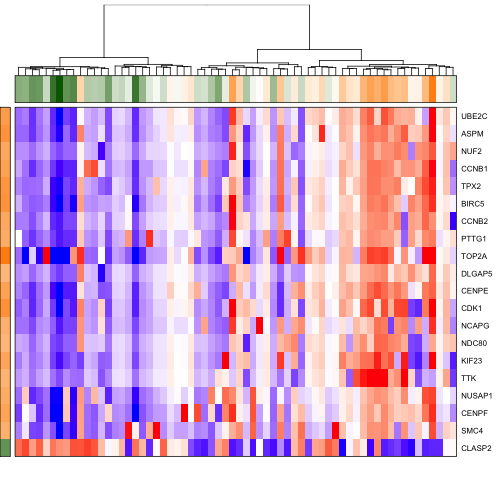 UBE2C
ASPM
NUF2
CCNB1
TPX2
BIRC5
CCNB2
PTTG1
TOP2A
DLGAP5
CENPE
CDK1
NCAPG
NDC80
KIF23
TTK
NUSAP1
CENPF
SMC4
CLASP2